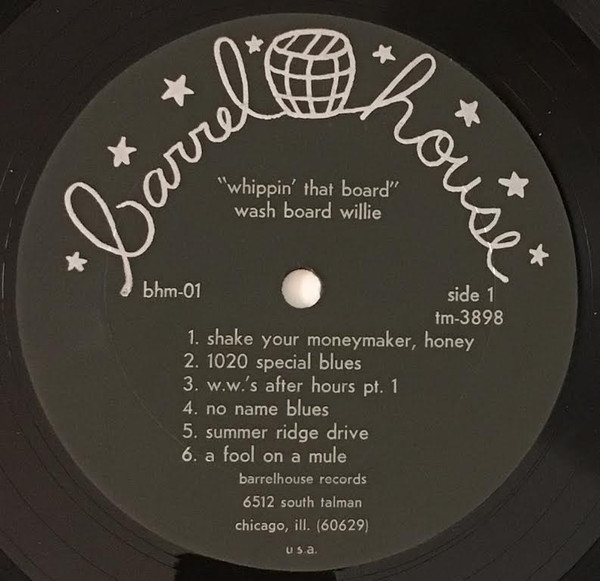 barrel house
"whippin' that board"
wash board willie
bhm-01
side 1
tm-3898
1. shake your moneymaker, honey
2. 1020 special blues
3. w.w.'s after hours pt. 1
4. no name blues
5. summer ridge drive
6. a fool on a mule
barrelhouse records
6512 south talman
chicago, ill. (60629)
u s.a.